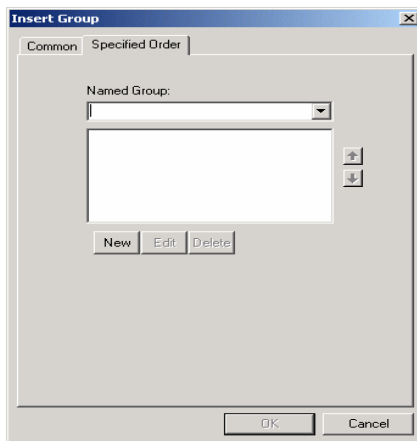 Insert Group
Common Specified Order
Named Group:
New Edit Delete
OK Cancel